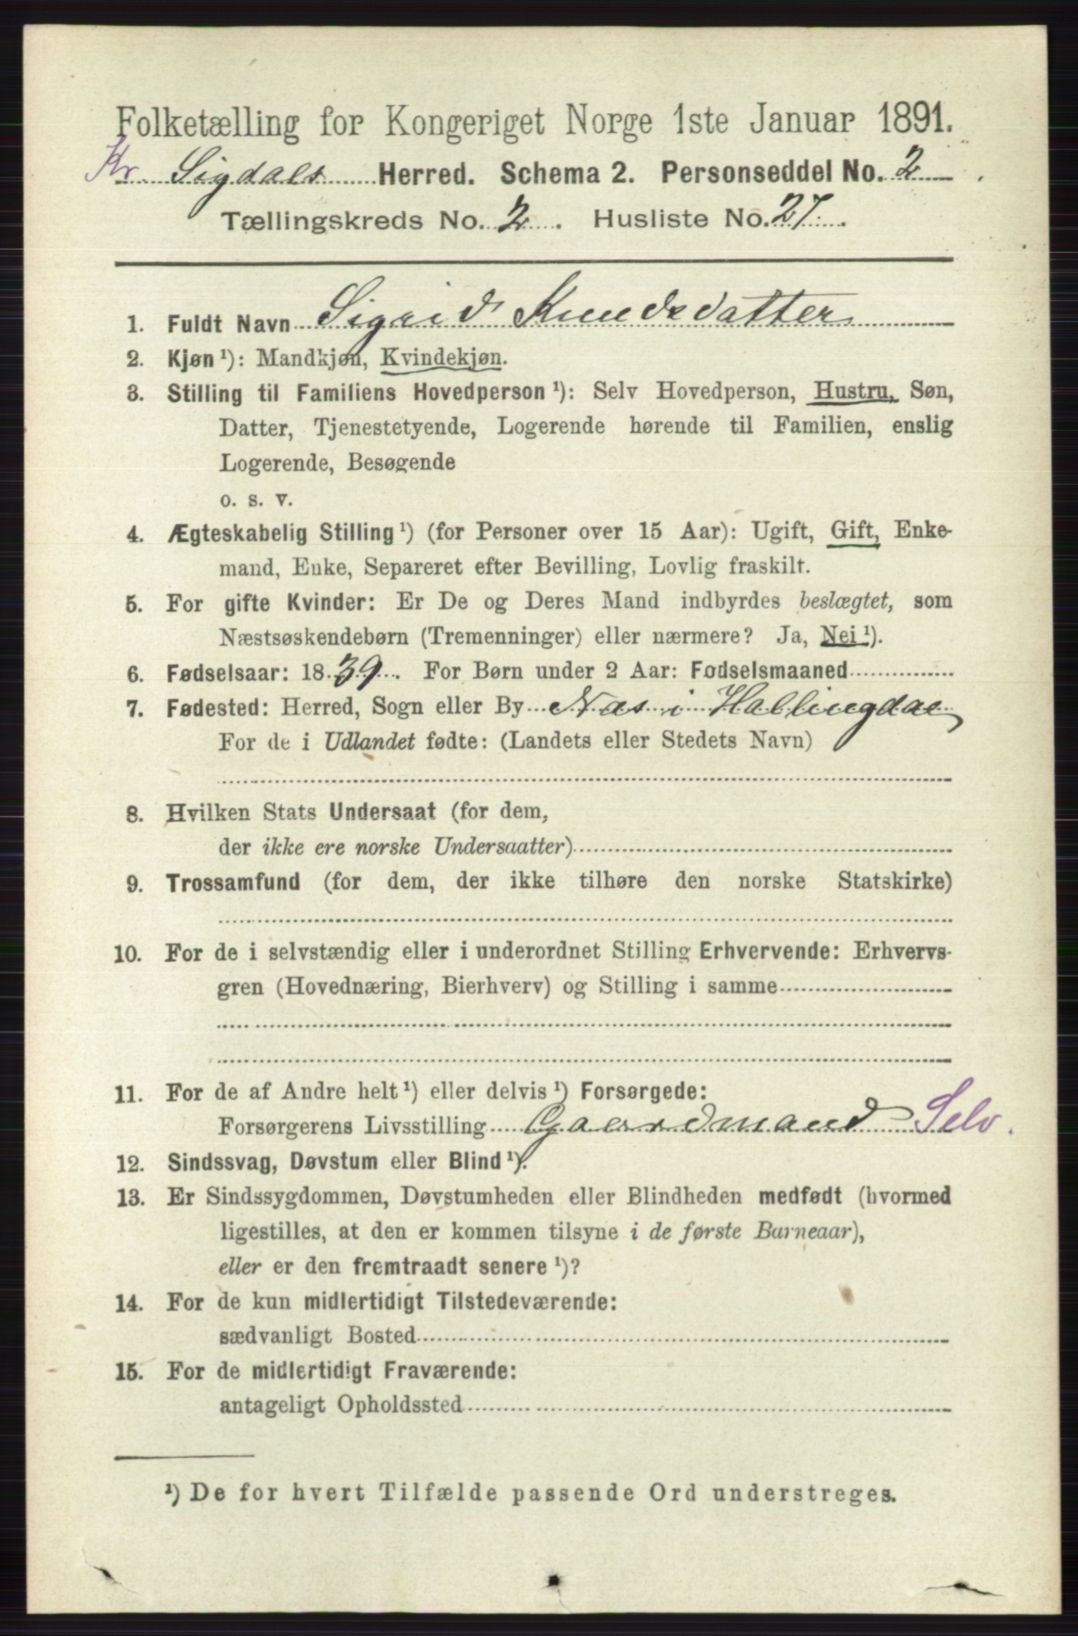 Folketælling for Kongeriget Norge 1ste Januar 1891.
Kr Sigdals Herred. Schema 2. Personseddel No. 2.
Tællingskreds No. 2. Husliste No. 27.
1. Fuldt Navn Sigrid Knudsdatter
2. Kjøn ¹): Mandkjøn, Kvindekjøn.
3. Stilling til Familiens Hovedperson ¹): Selv Hovedperson, Hustru, Søn,
Datter, Tjenestetyende, Logerende hørende til Familien, enslig
Logerende, Besøgende
o. s. v.
4. Ægteskabelig Stilling ¹) (for Personer over 15 Aar): Ugift, Gift, Enke-
mand, Enke, Separeret efter Bevilling, Lovlig fraskilt.
5. For gifte Kvinder: Er De og Deres Mand indbyrdes beslægtet, som
Næstsøskendebørn (Tremenninger) eller nærmere? Ja, Nei ¹).
6. Fødselsaar: 1839. For Børn under 2 Aar: Fødselsmaaned
7. Fødested: Herred, Sogn eller By Nas i Hallingdal
For de i Udlandet fødte: (Landets eller Stedets Navn)
8. Hvilken Stats Undersaat (for dem,
der ikke ere norske Undersaatter)
9. Trossamfund (for dem, der ikke tilhøre den norske Statskirke)
10. For de i selvstændig eller i underordnet Stilling Erhvervende: Erhvervs-
gren (Hovednæring, Bierhverv) og Stilling i samme
11. For de af Andre helt ¹) eller delvis ¹) Forsørgede:
Forsørgerens Livsstilling Gaardmand Selv.
12. Sindssvag, Døvstum eller Blind ¹).
13. Er Sindssygdommen, Døvstumheden eller Blindheden medfødt (hvormed
ligestilles, at den er kommen tilsyne i de første Barneaar),
eller er den fremtraadt senere ¹)?
14. For de kun midlertidigt Tilstedeværende:
sædvanligt Bosted
15. For de midlertidigt Fraværende:
antageligt Opholdssted
¹) De for hvert Tilfælde passende Ord understreges.